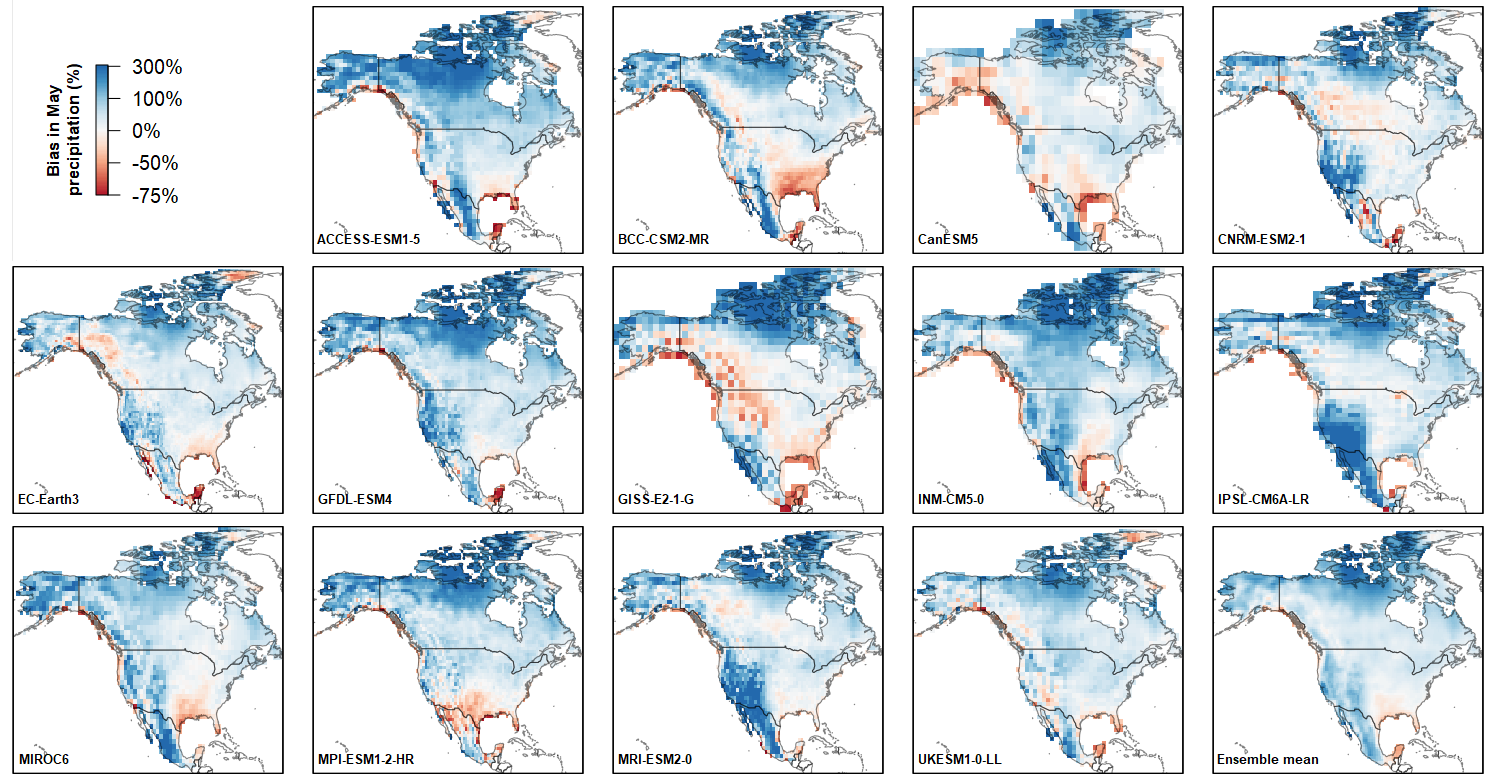 Bias in May
precipitation (%)
300%
100%
0%
-50%
-75%
ACCESS-ESM1-5
BCC-CSM2-MR
CanESM5
CNRM-ESM2-1
EC-Earth3
GFDL-ESM4
GISS-E2-1-G
INM-CM5-0
IPSL-CM6A-LR
MIROC6
MPI-ESM1-2-HR
MRI-ESM2-0
UKESM1-0-LL
Ensemble mean